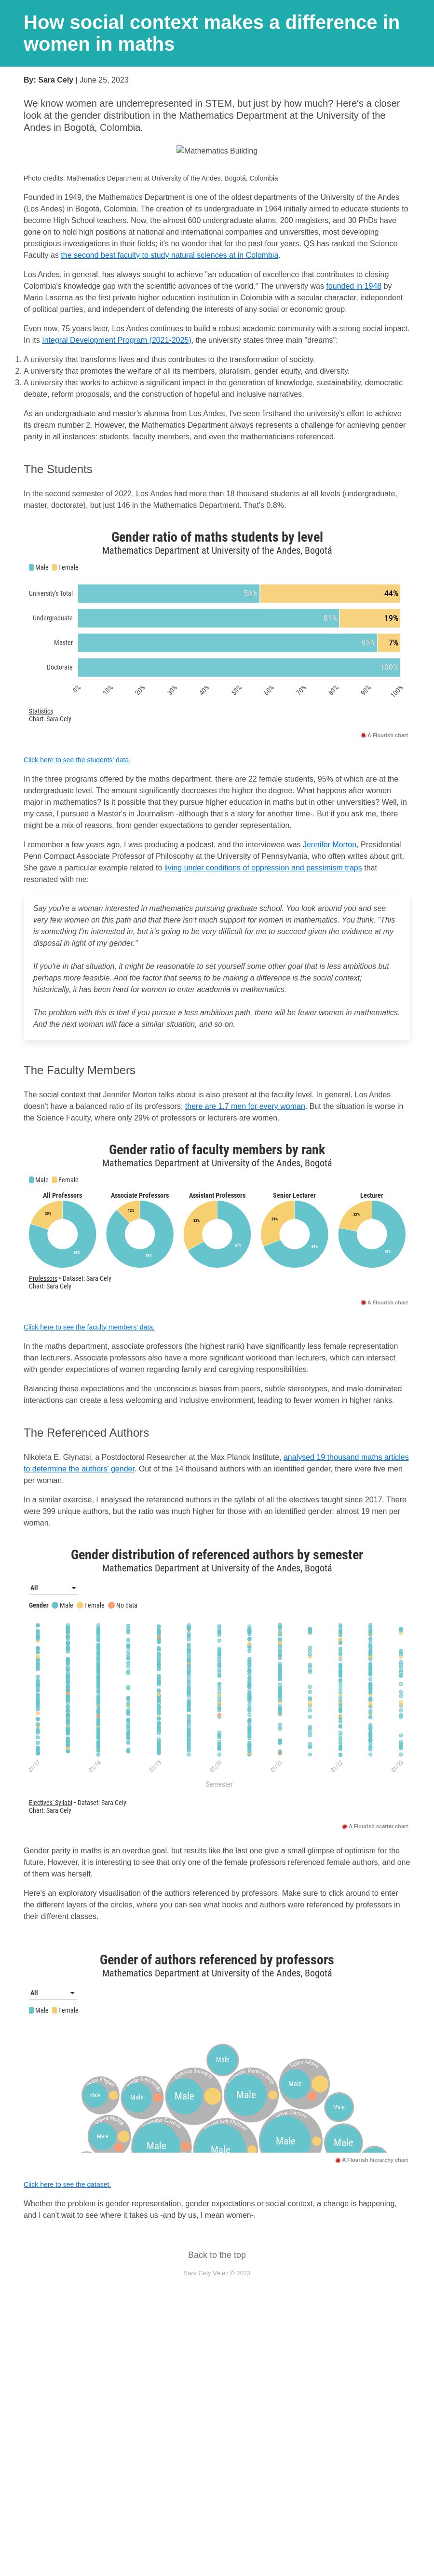 How social context makes a difference in
women in maths
By: Sara Cely | June 25, 2023
We know women are underrepresented in STEM, but just by how much? Here's a closer
look at the gender distribution in the Mathematics Department at the University of the
Andes in Bogotá, Colombia.
Mathematics Building
Photo credits: Mathematics Department at University of the Andes. Bogotá, Colombia
Founded in 1949, the Mathematics Department is one of the oldest departments of the University of the Andes
(Los Andes) in Bogotá, Colombia. The created of its undergraduate in 1964 initially aimed to educate students to
become High School teachers. Now, the almost 600 undergraduate alums, 200 magisters, and 30 PhDs have
gone on to hold high positions at national and international companies and universities, most developing
prestigious investigations in their fields; it's no wonder that for the past four years, QS has ranked the Science
Faculty as the second best faculty to study natural sciences at in Colombia.
Los Andes, in general, has always sought to achieve "an education of excellence that contributes to closing
Colombia's knowledge gap with the scientific advances of the world." The university was founded in 1948 by
Mario Laserna as the first private higher education institution in Colombia with a secular character, independent
of political parties, and independent of defending the interests of any social or economic group.
Even now, 75 years later, Los Andes continues to build a robust academic community with a strong social impact.
In its Integral Development Program (2021-2025), the university states three main "dreams":
1. A university that transforms lives and thus contributes to the transformation of society.
2. A university that promotes the welfare of all its members, pluralism, gender equity, and diversity.
3. A university that works to achieve a significant impact in the generation of knowledge, sustainability, democratic
debate, reform proposals, and the construction of hopeful and inclusive narratives.
As an undergraduate and master's alumna from Los Andes, I've seen firsthand the university's effort to achieve
its dream number 2. However, the Mathematics Department always represents a challenge for achieving gender
parity in all instances: students, faculty members, and even the mathematicians referenced.
The Students
In the second semester of 2022, Los Andes had more than 18 thousand students at all levels (undergraduate,
master, doctorate), but just 146 in the Mathematics Department. That's 0.8%.
Gender ratio of maths students by level
Mathematics Department at University of the Andes, Bogotá
Male Female
University's Total 56% 44%
Undergraduate 81% 19%
Master 93% 7%
Doctorate 100%
0% 10% 20% 30% 40% 50% 60% 70% 80% 90% 100%
Statistics
Chart: Sara Cely
A Flourish chart
Click here to see the students' data.
In the three programs offered by the maths department, there are 22 female students, 95% of which are at the
undergraduate level. The amount significantly decreases the higher the degree. What happens after women
major in mathematics? Is it possible that they pursue higher education in maths but in other universities? Well, in
my case, I pursued a Master's in Journalism -although that's a story for another time-. But if you ask me, there
might be a mix of reasons, from gender expectations to gender representation.
I remember a few years ago, I was producing a podcast, and the interviewee was Jennifer Morton, Presidential
Penn Compact Associate Professor of Philosophy at the University of Pennsylvania, who often writes about grit.
She gave a particular example related to living under conditions of oppression and pessimism traps that
resonated with me:
Say you're a woman interested in mathematics pursuing graduate school. You look around you and see
very few women on this path and that there isn't much support for women in mathematics. You think, "This
is something I'm interested in, but it's going to be very difficult for me to succeed given the evidence at my
disposal in light of my gender."
If you're in that situation, it might be reasonable to set yourself some other goal that is less ambitious but
perhaps more feasible. And the factor that seems to be making a difference is the social context;
historically, it has been hard for women to enter academia in mathematics.
The problem with this is that if you pursue a less ambitious path, there will be fewer women in mathematics.
And the next woman will face a similar situation, and so on.
The Faculty Members
The social context that Jennifer Morton talks about is also present at the faculty level. In general, Los Andes
doesn't have a balanced ratio of its professors; there are 1.7 men for every woman. But the situation is worse in
the Science Faculty, where only 29% of professors or lecturers are women.
Gender ratio of faculty members by rank
Mathematics Department at University of the Andes, Bogotá
Male Female
All Professors Associate Professors Assistant Professors Senior Lecturer Lecturer
Professors • Dataset: Sara Cely
Chart: Sara Cely
A Flourish chart
Click here to see the faculty members' data.
In the maths department, associate professors (the highest rank) have significantly less female representation
than lecturers. Associate professors also have a more significant workload than lecturers, which can intersect
with gender expectations of women regarding family and caregiving responsibilities.
Balancing these expectations and the unconscious biases from peers, subtle stereotypes, and male-dominated
interactions can create a less welcoming and inclusive environment, leading to fewer women in higher ranks.
The Referenced Authors
Nikoleta E. Glynatsi, a Postdoctoral Researcher at the Max Planck Institute, analysed 19 thousand maths articles
to determine the authors' gender. Out of the 14 thousand authors with an identified gender, there were five men
per woman.
In a similar exercise, I analysed the referenced authors in the syllabi of all the electives taught since 2017. There
were 399 unique authors, but the ratio was much higher for those with an identified gender: almost 19 men per
woman.
Gender distribution of referenced authors by semester
Mathematics Department at University of the Andes, Bogotá
All
Gender Male Female No data
01/17 01/18 01/19 01/20 01/21 01/22 01/23
Semester
Electives' Syllabi • Dataset: Sara Cely
Chart: Sara Cely
A Flourish scatter chart
Gender parity in maths is an overdue goal, but results like the last one give a small glimpse of optimism for the
future. However, it is interesting to see that only one of the female professors referenced female authors, and one
of them was herself.
Here's an exploratory visualisation of the authors referenced by professors. Make sure to click around to enter
the different layers of the circles, where you can see what books and authors were referenced by professors in
their different classes.
Gender of authors referenced by professors
Mathematics Department at University of the Andes, Bogotá
All
Male Female
Male
Male Male Male Male Male
Male
Male Male Male Male Male
A Flourish hierarchy chart
Click here to see the dataset.
Whether the problem is gender representation, gender expectations or social context, a change is happening,
and I can't wait to see where it takes us -and by us, I mean women-.
Back to the top
Sara Cely Vélez © 2023